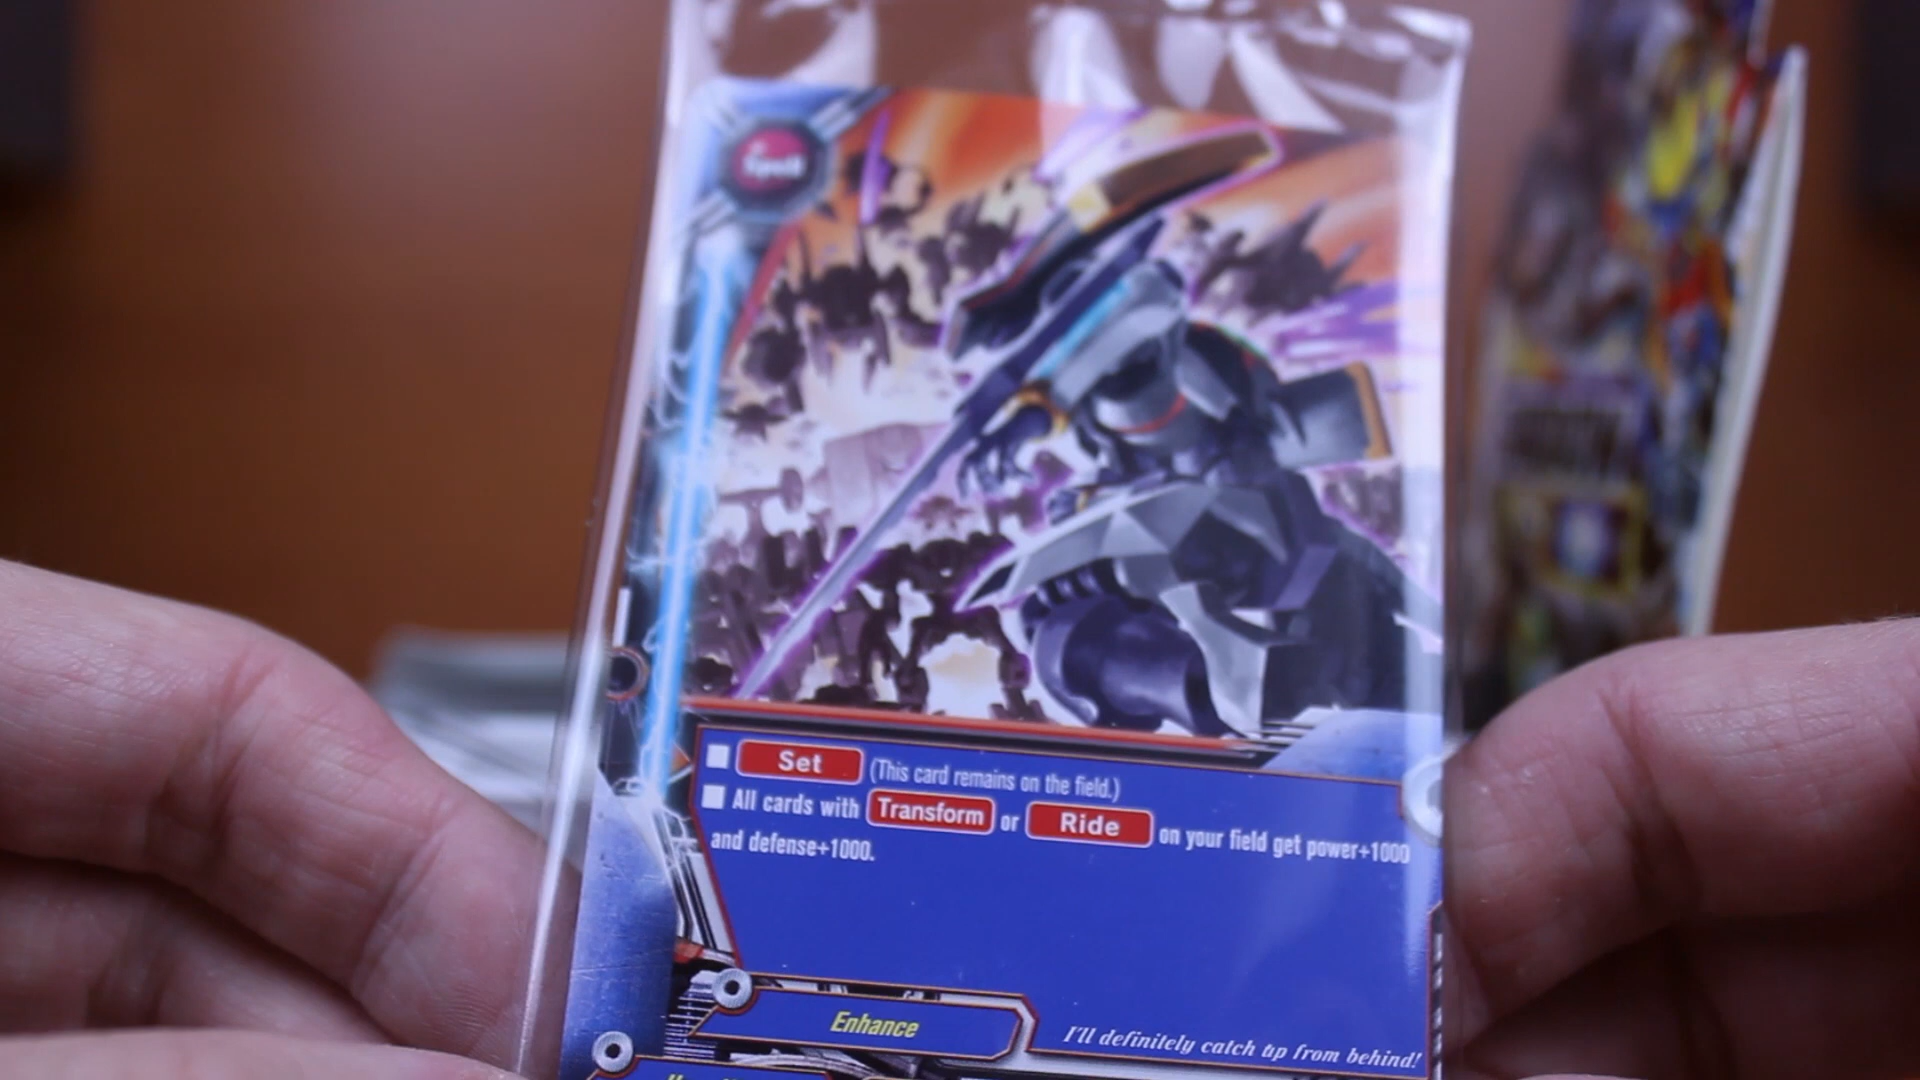 Spell
Set (This card remains on the field.)
All cards with Transform or Ride on your field get power+1000
and defense+1000.
Enhance
I'll definitely catch up from behind!